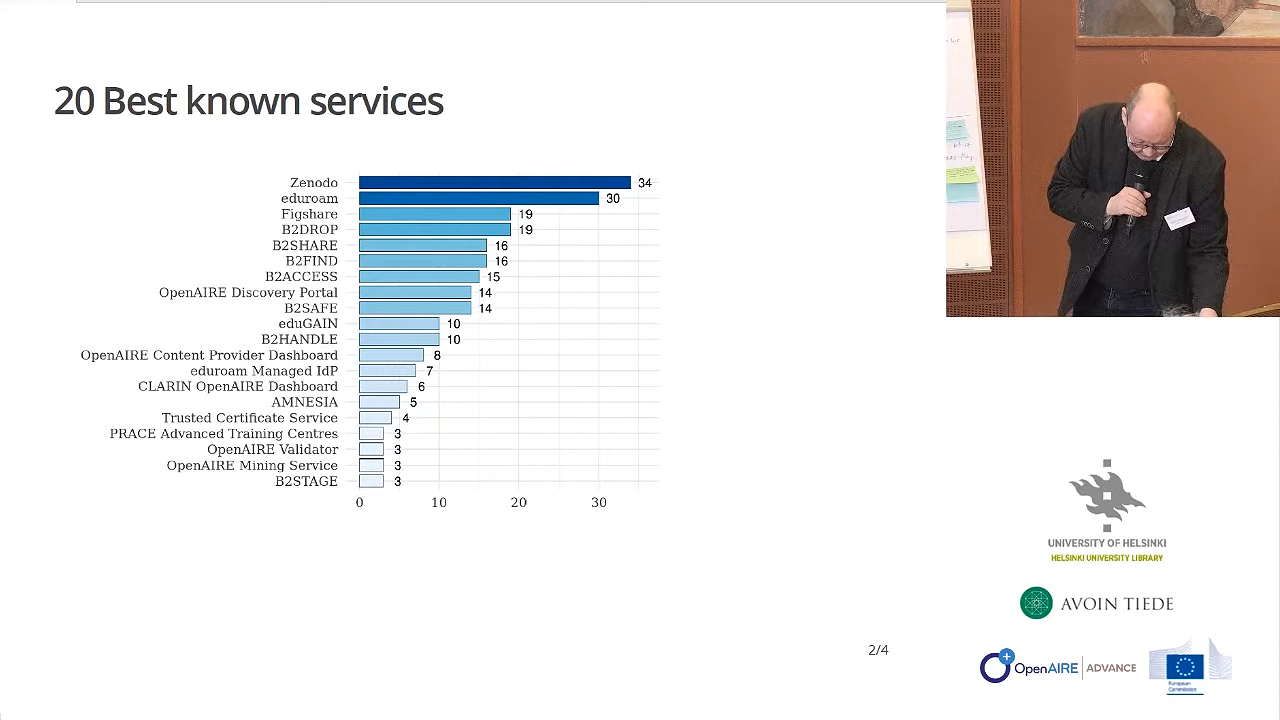 20 Best known services
Zenodo 34
eduroam 30
Figshare 19
B2DROP 19
B2SHARE 16
B2FIND 16
B2ACCESS 15
OpenAIRE Discovery Portal 14
B2SAFE 14
eduGAIN 10
B2HANDLE 10
OpenAIRE Content Provider Dashboard 8
eduroam Managed IdP 7
CLARIN OpenAIRE Dashboard 6
AMNESIA 5
Trusted Certificate Service 4
PRACE Advanced Training Centres 3
OpenAIRE Validator 3
OpenAIRE Mining Service 3
B2STAGE 3
0 10 20 30
UNIVERSITY OF HELSINKI
HELSINKI UNIVERSITY LIBRARY
AVOIN TIEDE
2/4
OpenAIRE ADVANCE
European
Commission